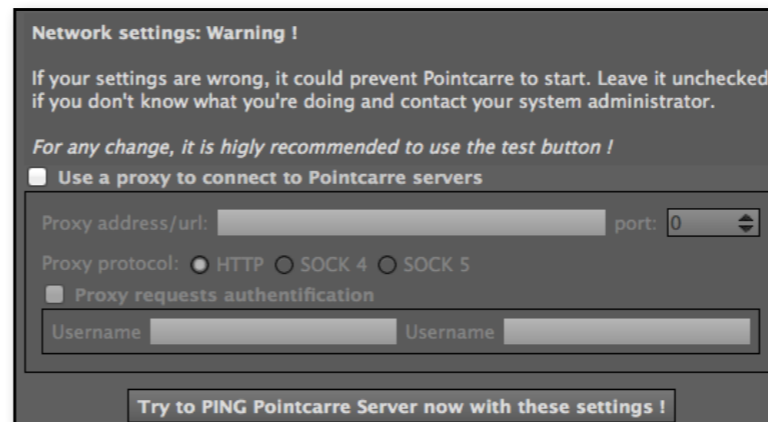 Network settings: Warning !
If your settings are wrong, it could prevent Pointcarre to start. Leave it unchecked
if you don't know what you're doing and contact your system administrator.
For any change, it is higly recommended to use the test button !
Use a proxy to connect to Pointcarre servers
Proxy address/url: port: 0
Proxy protocol: HTTP SOCK 4 SOCK 5
Proxy requests authentification
Username Username
Try to PING Pointcarre Server now with these settings !